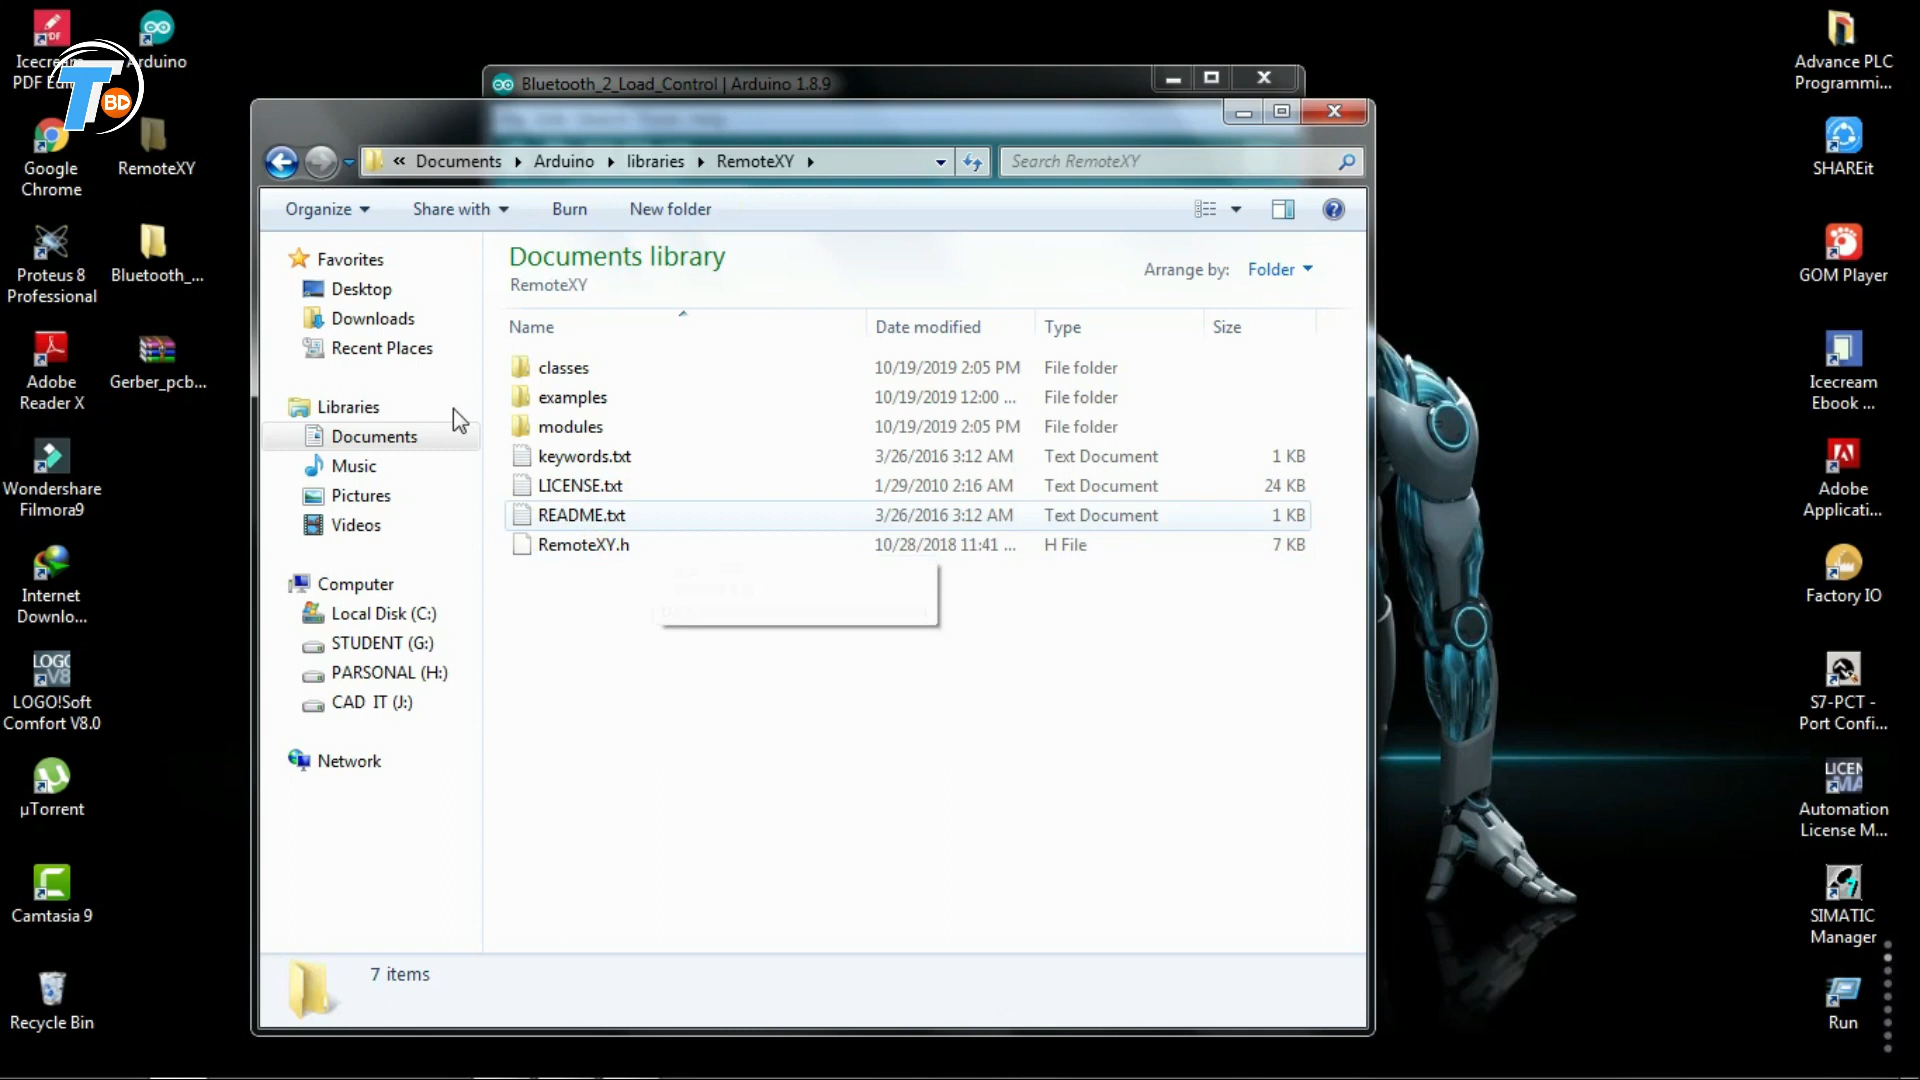 Icecream
PDF Ed
Arduino
T
BD
Google
Chrome
RemoteXY
Proteus 8
Professional
Bluetooth_...
Adobe
Reader X
Gerber_pcb...
Wondershare
Filmora9
Internet
Downlo...
LOGO!Soft
Comfort V8.0
µTorrent
Camtasia 9
Recycle Bin
Bluetooth_2_Load_Control | Arduino 1.8.9
« Documents Arduino libraries RemoteXY
Search RemoteXY
Organize Share with Burn New folder
Favorites
Desktop
Downloads
Recent Places
Libraries
Documents
Music
Pictures
Videos
Computer
Local Disk (C:)
STUDENT (G:)
PARSONAL (H:)
CAD IT (J:)
Network
Documents library
RemoteXY
Arrange by: Folder
Name Date modified Type Size
classes 10/19/2019 2:05 PM File folder
examples 10/19/2019 12:00 ... File folder
modules 10/19/2019 2:05 PM File folder
keywords.txt 3/26/2016 3:12 AM Text Document 1 KB
LICENSE.txt 1/29/2010 2:16 AM Text Document 24 KB
README.txt 3/26/2016 3:12 AM Text Document 1 KB
RemoteXY.h 10/28/2018 11:41 ... H File 7 KB
7 items
Advance PLC
Programmi...
SHAREit
GOM Player
Icecream
Ebook ...
Adobe
Applicati...
Factory IO
S7-PCT -
Port Confi...
Automation
License M...
SIMATIC
Manager
Run